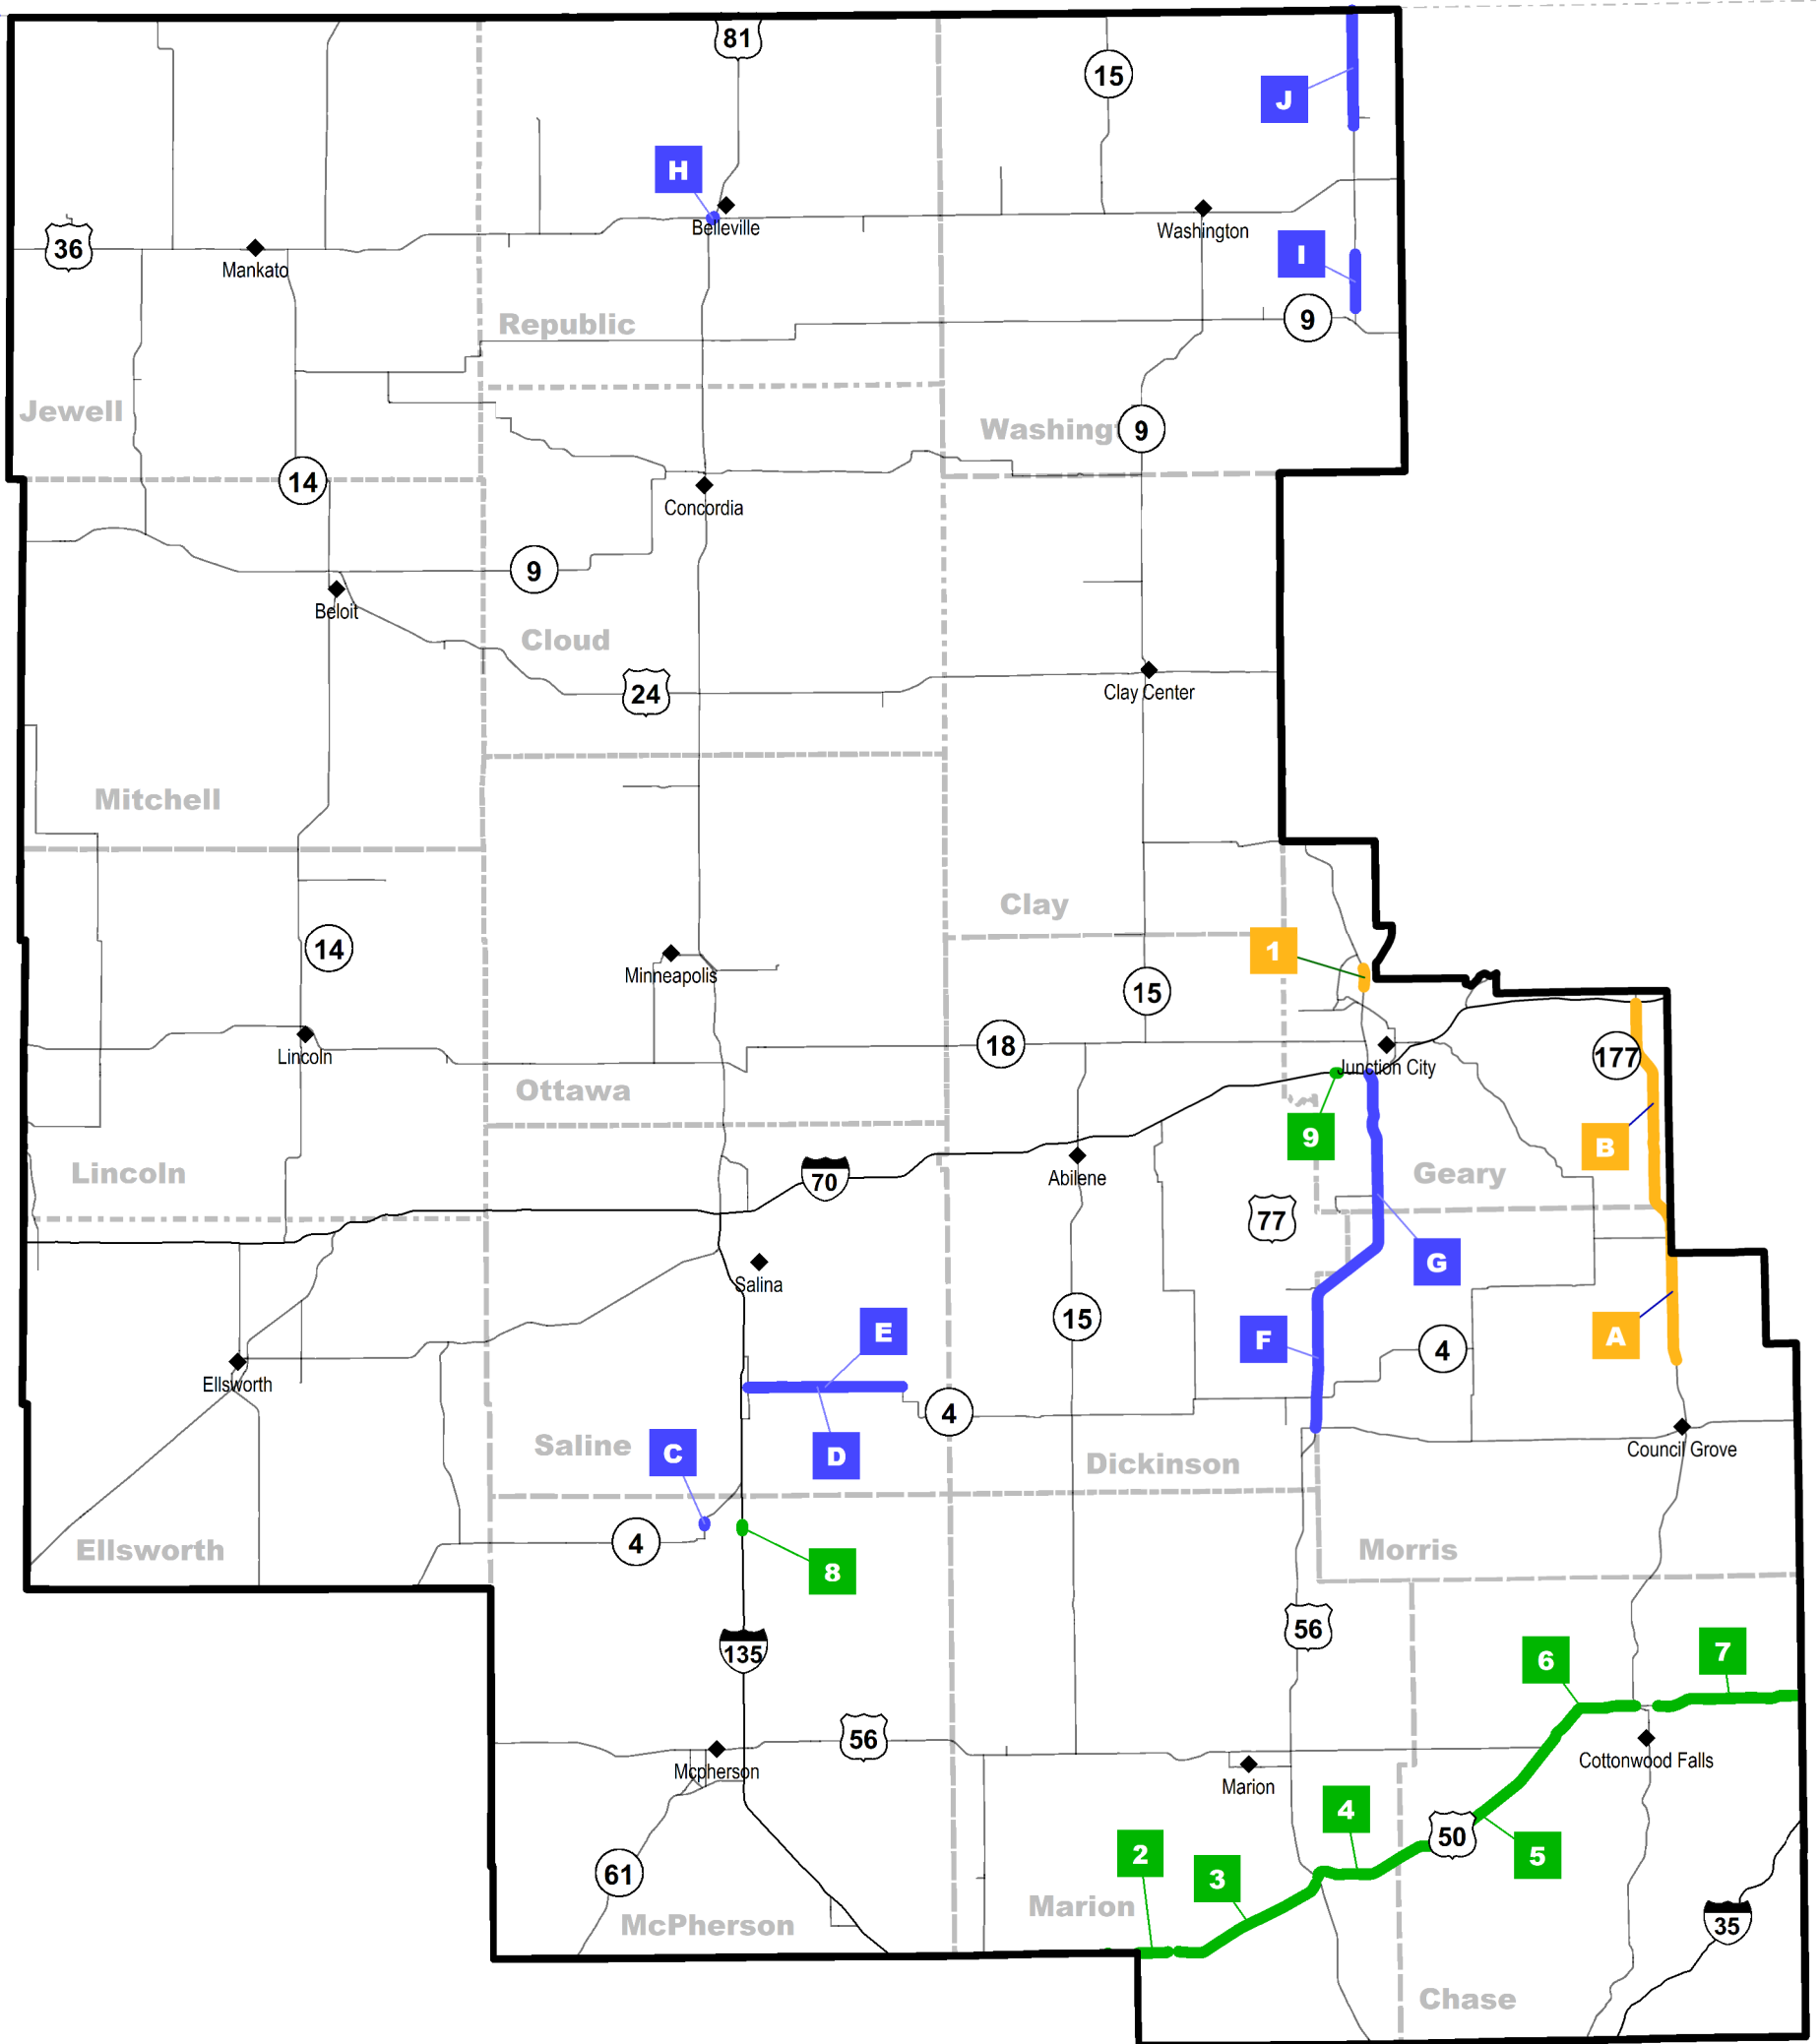 81
15
J
H
Belleville
Washington
36
Mankato
I
Republic
9
Jewell
Washing
9
14
Concordia
9
Beloit
Cloud
24
Clay Center
Mitchell
Clay
14
1
Minneapolis
15
Lincoln
18
Junction City
177
Ottawa
9
B
Lincoln
70
Abilene
Geary
77
G
Salina
E
15
F
4
A
Ellsworth
4
Saline
C
D
Dickinson
Council Grove
Ellsworth
4
8
Morris
135
56
6
7
56
Mcpherson
Marion
Cottonwood Falls
4
50
2
5
3
61
McPherson
Marion
35
Chase